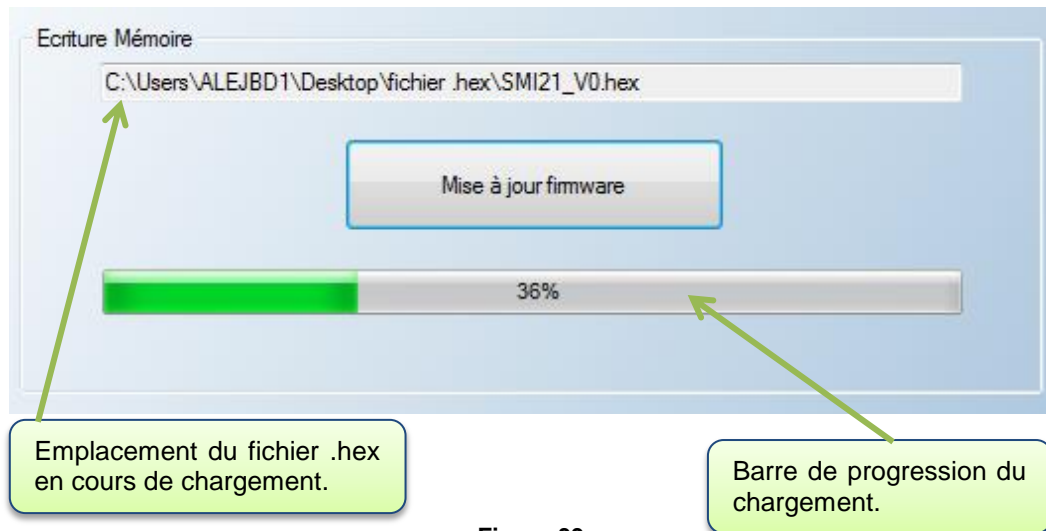 Ecriture Mémoire
C:\Users\ALEJBD1\Desktop\fichier .hex\SMI21_V0.hex
Mise à jour firmware
36%
Emplacement du fichier .hex
en cours de chargement.
Barre de progression du
chargement.